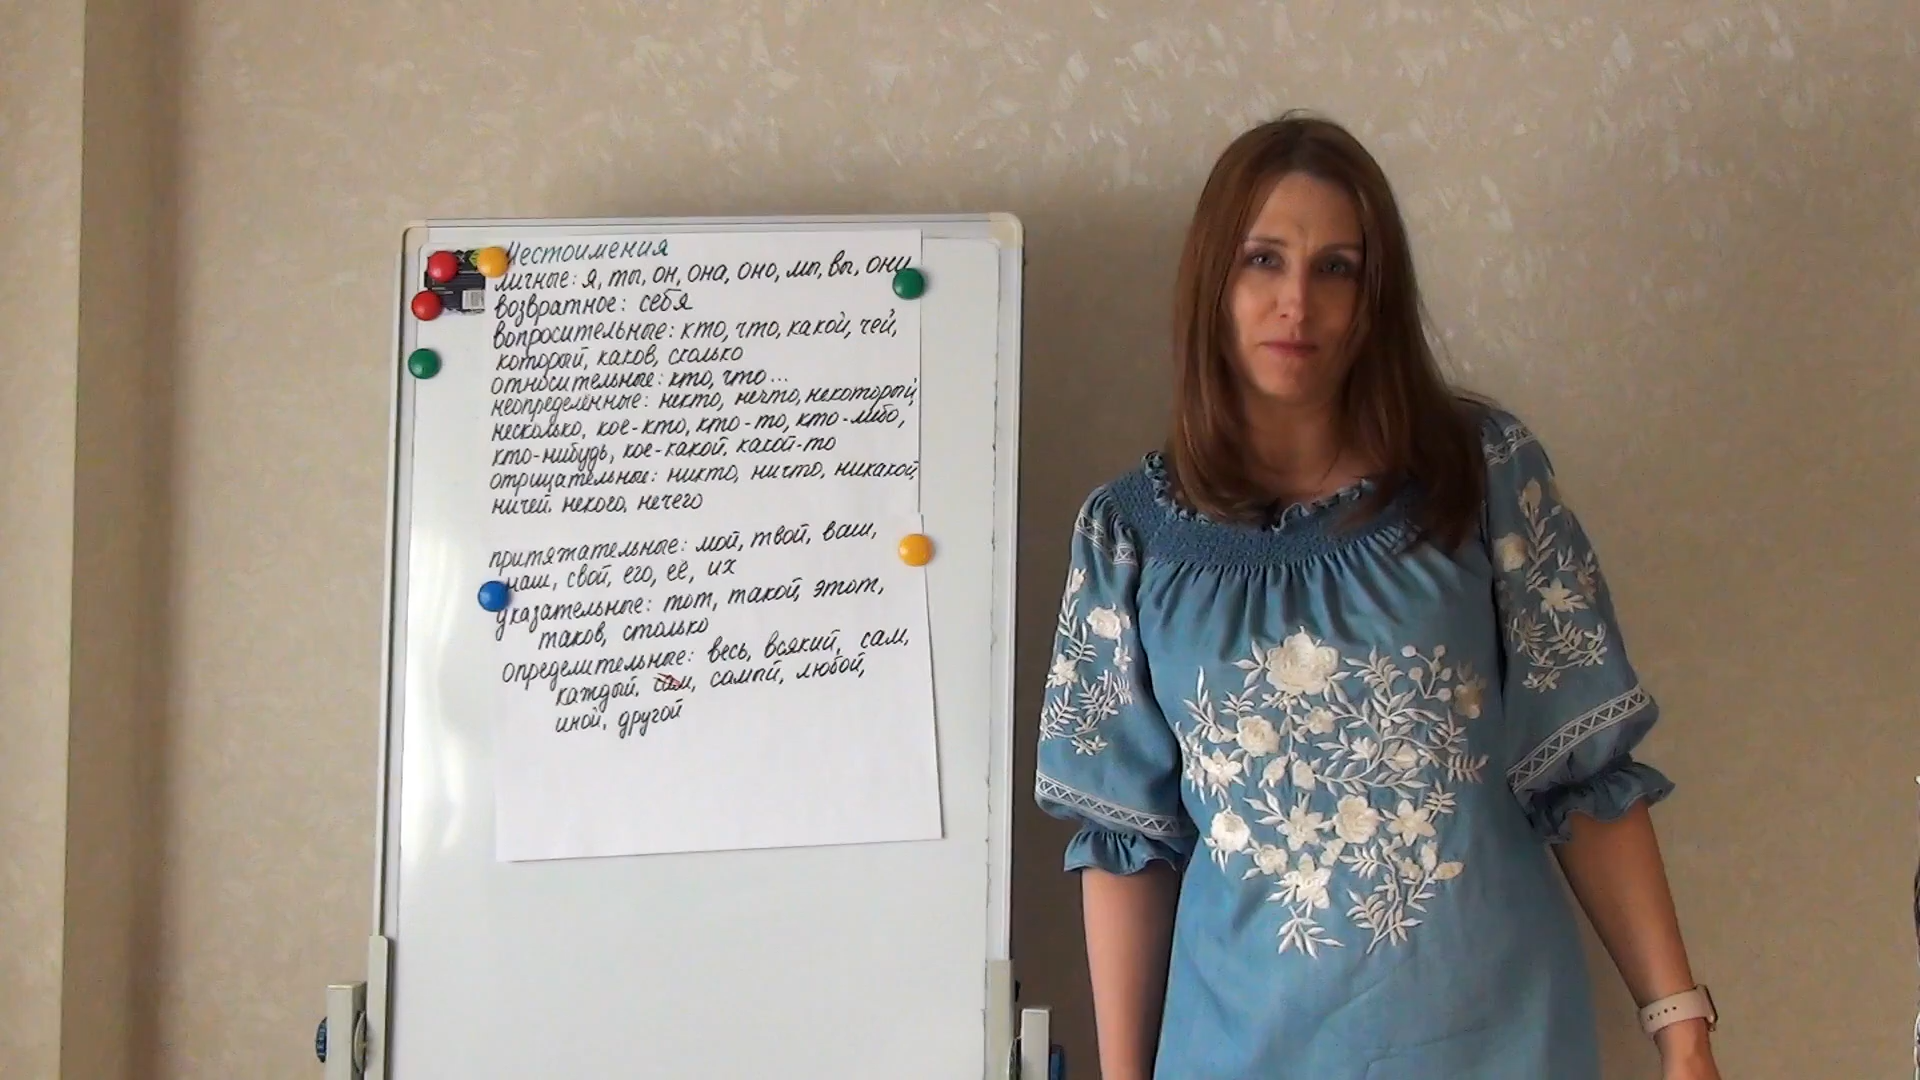 Местоимения
личные: я, ты, он, она, оно, мы, вы, они
возвратное: себя
вопросительные: кто, что, какой, чей,
который, каков, сколько
относительные: кто, что...
неопределённые: некто, нечто, некоторый,
несколько, кое-кто, кто-то, кто-либо,
кто-нибудь, кое-какой, какой-то
отрицательные: никто, ничто, никакой,
ничей, некого, нечего
притяжательные: мой, твой, ваш,
наш, свой, его, её, их
указательные: тот, такой, этот,
таков, столько
определительные: весь, всякий, сам,
каждый, сам, самый, любой,
иной, другой